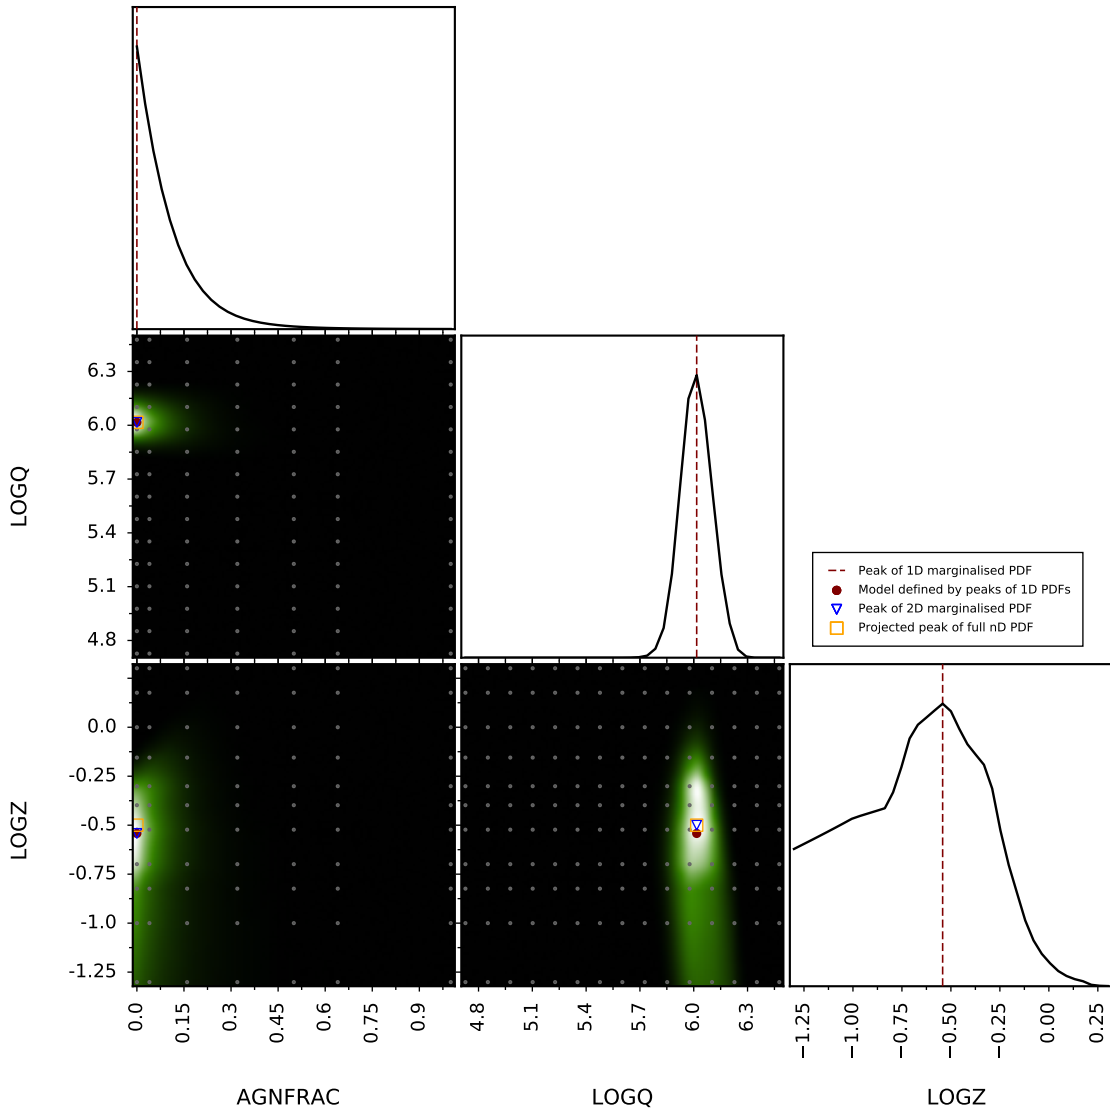 6.3
6.0
5.7
5.4
5.1
4.8
LOGQ
Peak of 1D marginalised PDF
Model defined by peaks of 1D PDFs
Peak of 2D marginalised PDF
Projected peak of full nD PDF
0.0
-0.25
-0.5
-0.75
-1.0
-1.25
LOGZ
0.0 0.15 0.3 0.45 0.6 0.75 0.9
4.8 5.1 5.4 5.7 6.0 6.3
−1.25 −1.00 −0.75 −0.50 −0.25 0.00 0.25
AGNFRAC LOGQ LOGZ